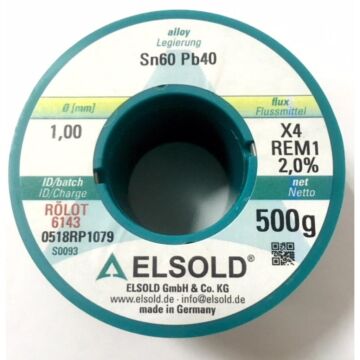 alloy
Legierung
Sn60 Pb40
Ø [mm]
1,00
flux
Flussmittel
X4
REM1
2,0%
ID/batch
ID/Charge
RÖLOT
6143
0518RP1079
S0093
net
Netto
500g
ELSOLD®
ELSOLD GmbH & Co. KG
www.elsold.de · info@elsold.de
made in Germany